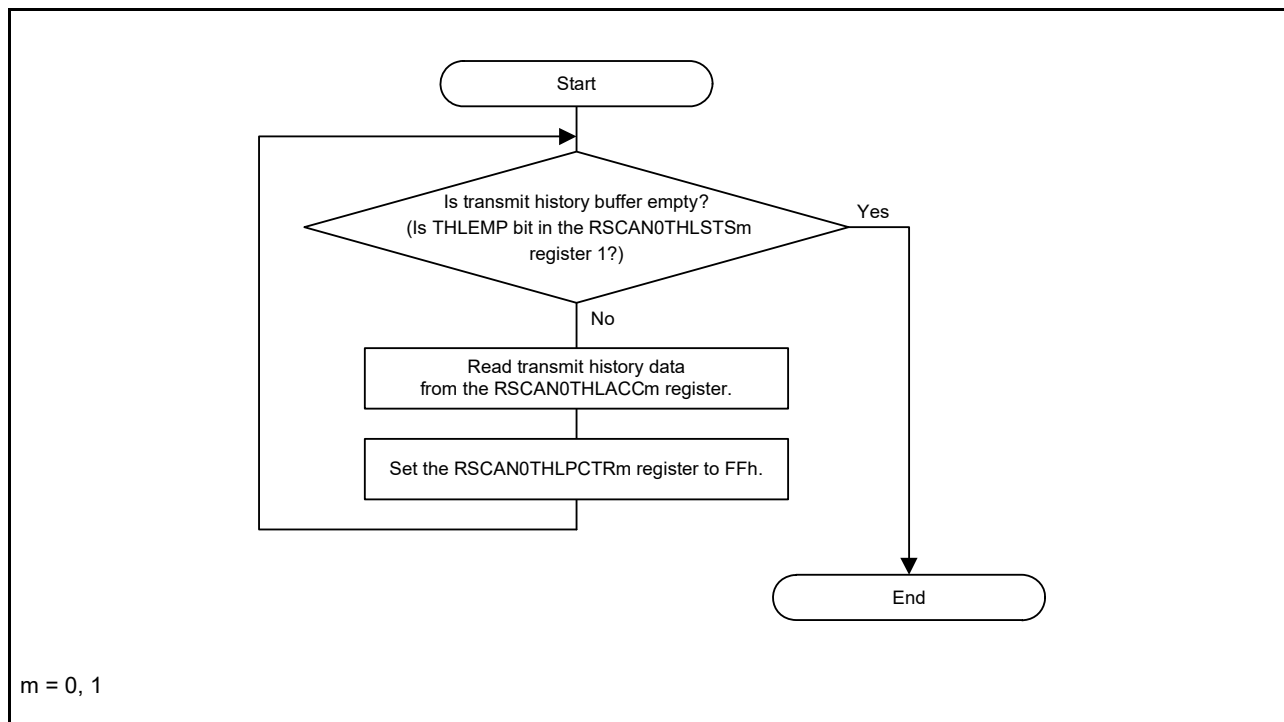 Start
Is transmit history buffer empty?
(Is THLEMP bit in the RSCAN0THLSTSm
register 1?)
Yes
No
Read transmit history data
from the RSCAN0THLACCm register.
Set the RSCAN0THLPCTRm register to FFh.
End
m = 0, 1